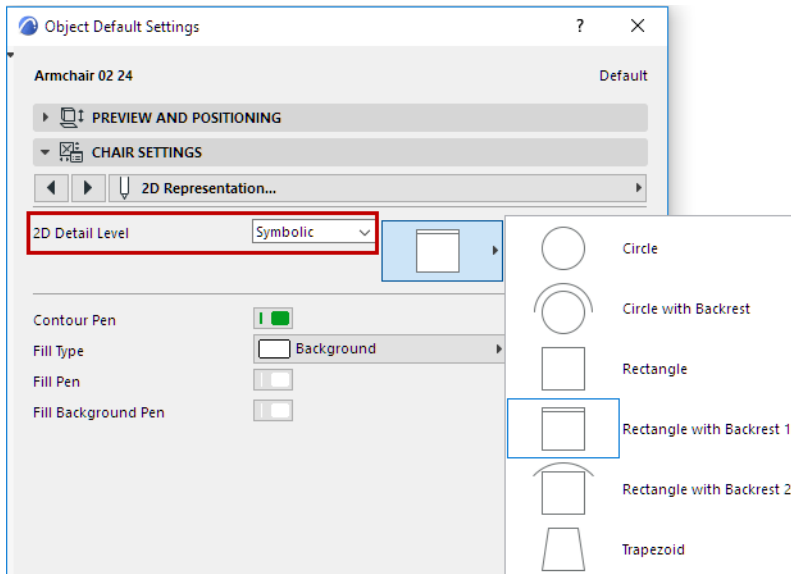 Object Default Settings
?
Armchair 02 24
Default
PREVIEW AND POSITIONING
CHAIR SETTINGS
2D Representation...
2D Detail Level
Symbolic
Circle
Circle with Backrest
Rectangle
Rectangle with Backrest 1
Rectangle with Backrest 2
Trapezoid
Contour Pen
Fill Type
Background
Fill Pen
Fill Background Pen